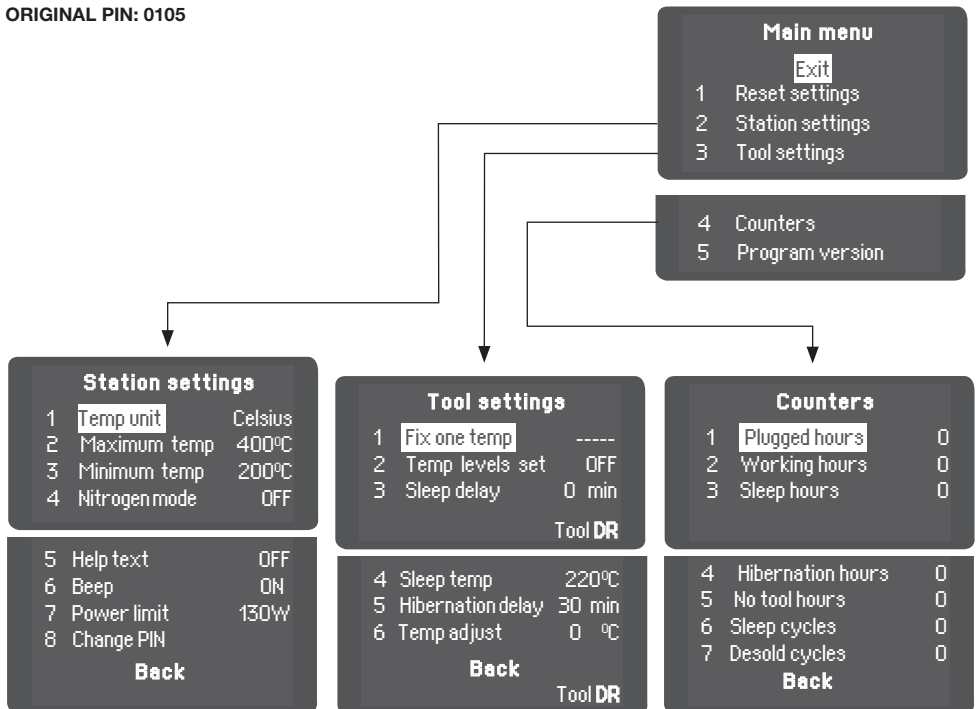 ORIGINAL PIN: 0105
Main menu
Exit
1 Reset settings
2 Station settings
3 Tool settings
4 Counters
5 Program version
Station settings
1 Temp unit Celsius
2 Maximum temp 400ºC
3 Minimum temp 200ºC
4 Nitrogen mode OFF
5 Help text OFF
6 Beep ON
7 Power limit 130W
8 Change PIN
Back
Tool settings
1 Fix one temp -----
2 Temp levels set OFF
3 Sleep delay 0 min
Tool DR
4 Sleep temp 220ºC
5 Hibernation delay 30 min
6 Temp adjust 0 ºC
Back
Tool DR
Counters
1 Plugged hours 0
2 Working hours 0
3 Sleep hours 0
4 Hibernation hours 0
5 No tool hours 0
6 Sleep cycles 0
7 Desold cycles 0
Back